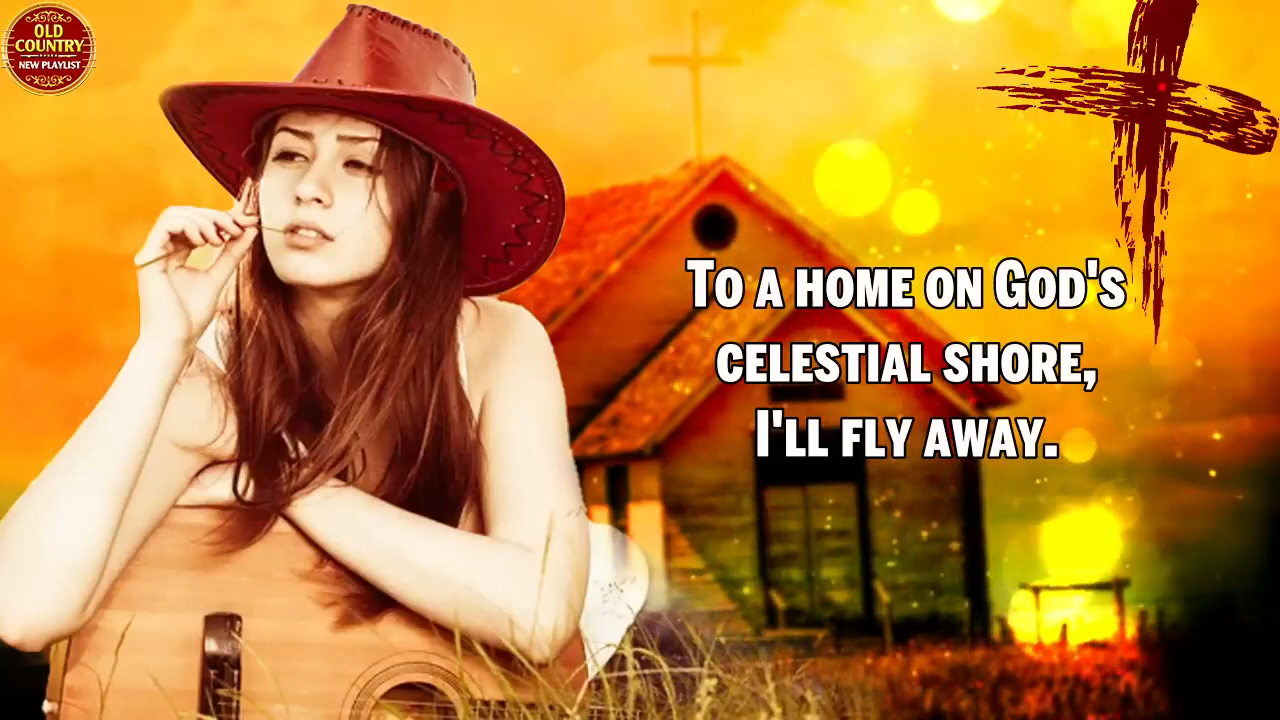 OLD
COUNTRY
NEW PLAYLIST
To a home on God's
celestial shore,
I'll fly away.